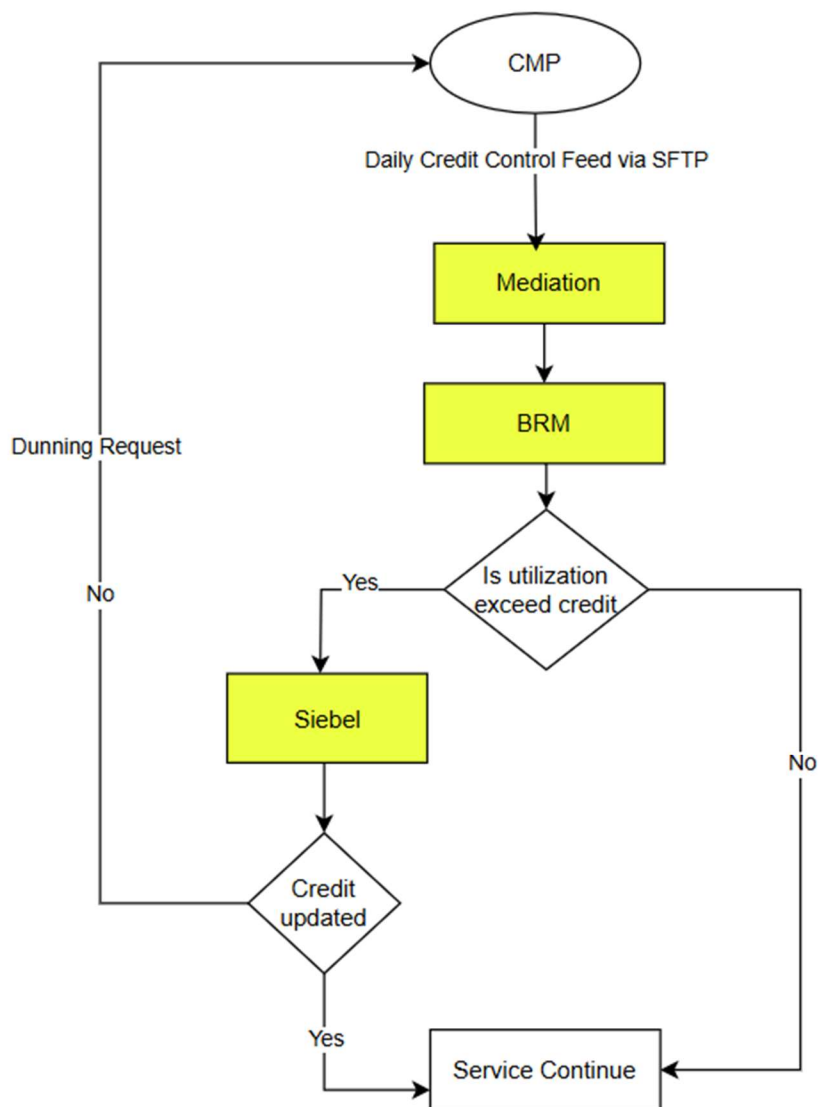 CMP
Daily Credit Control Feed via SFTP
Mediation
BRM
Dunning Request
Is utilization
exceed credit
Yes
No
Siebel
No
Credit
updated
Yes
Service Continue